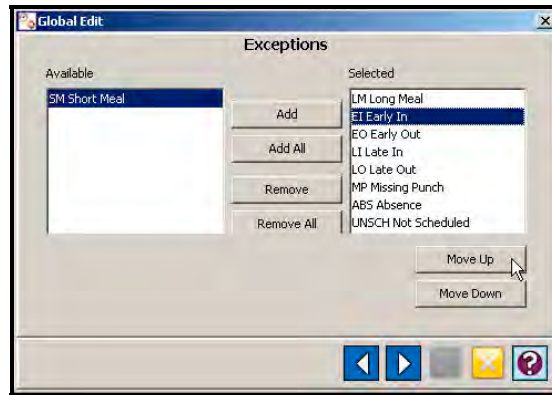 Global Edit
Exceptions
Available
Selected
SM Short Meal
Add
Add All
Remove
Remove All
LM Long Meal
EI Early In
EO Early Out
LI Late In
LO Late Out
MP Missing Punch
ABS Absence
UNSCH Not Scheduled
Move Up
Move Down
?